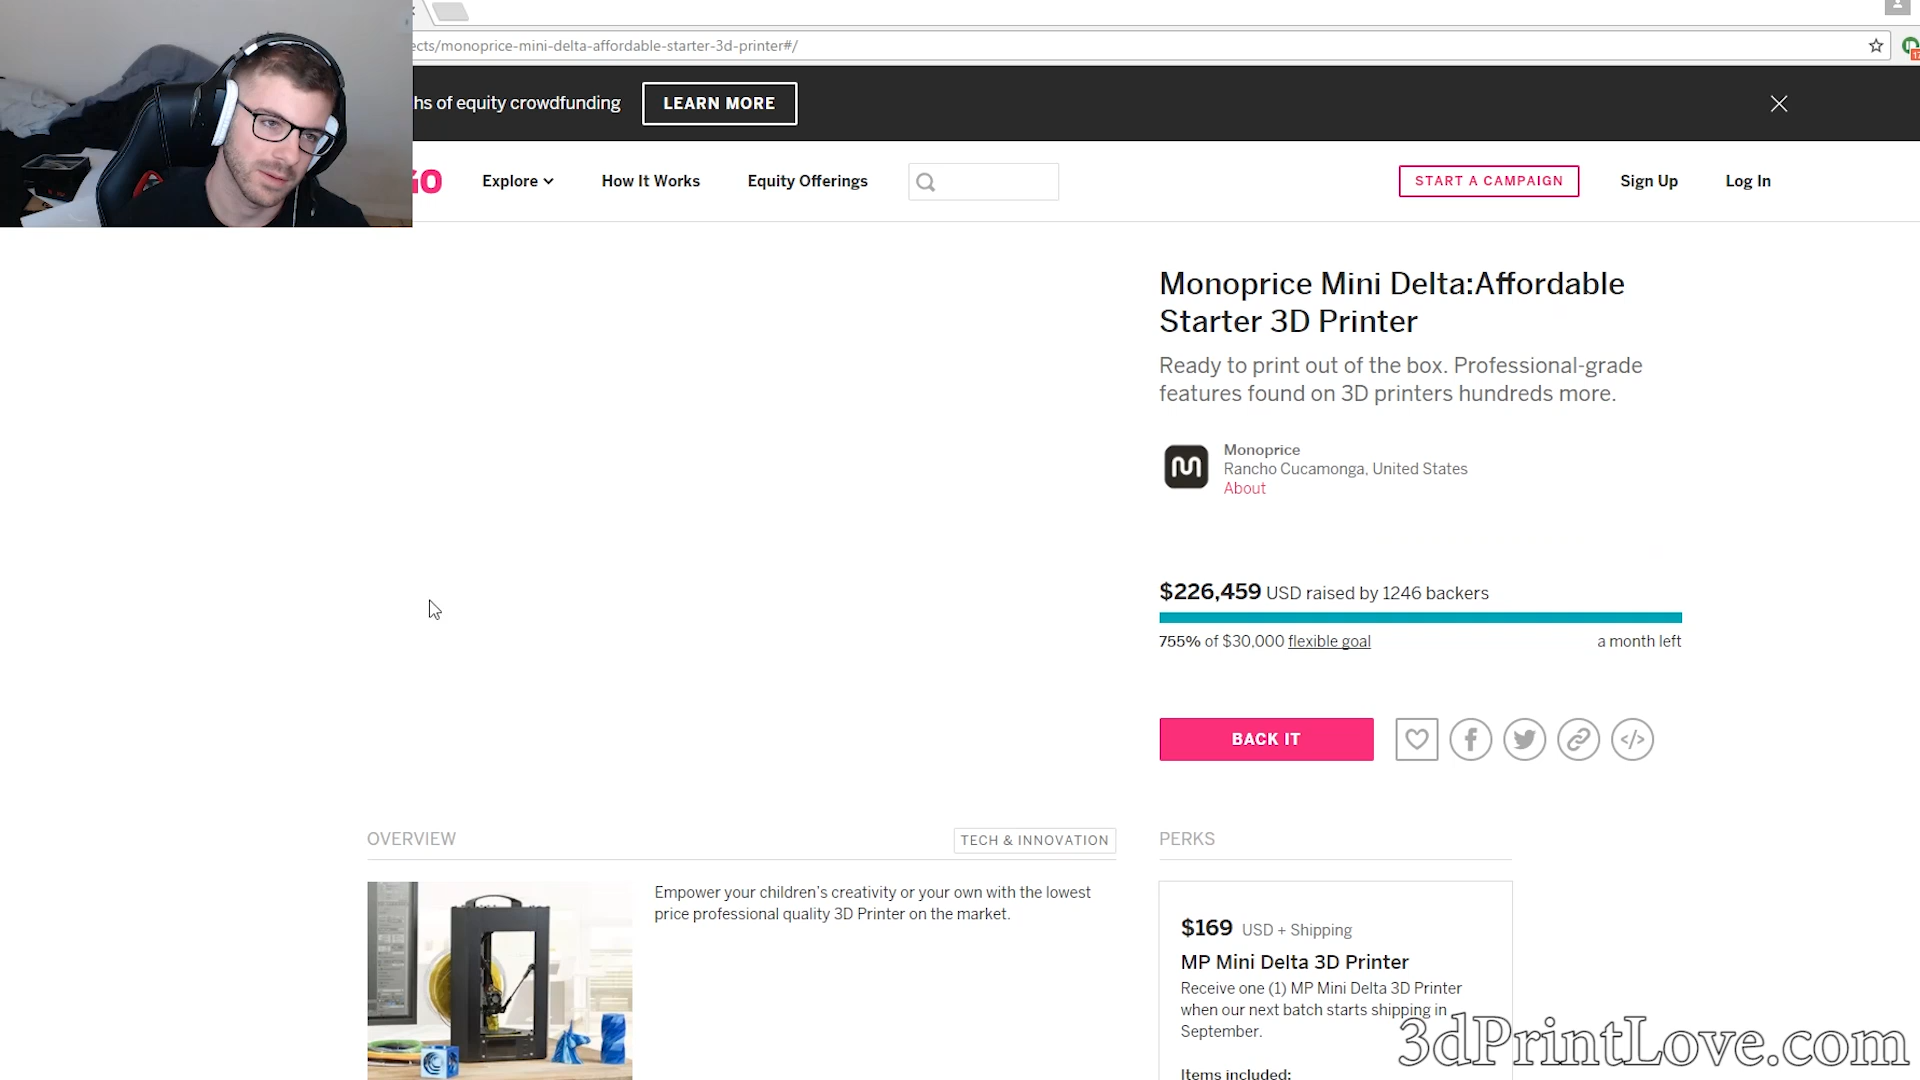 ects/monoprice-mini-delta-affordable-starter-3d-printer#/
hs of equity crowdfunding
LEARN MORE
GO
Explore
How It Works
Equity Offerings
START A CAMPAIGN
Sign Up
Log In
Monoprice Mini Delta:Affordable
Starter 3D Printer
Ready to print out of the box. Professional-grade
features found on 3D printers hundreds more.
Monoprice
Rancho Cucamonga, United States
About
$226,459 USD raised by 1246 backers
755% of $30,000 flexible goal
a month left
BACK IT
OVERVIEW
TECH & INNOVATION
Empower your children's creativity or your own with the lowest
price professional quality 3D Printer on the market.
PERKS
$169 USD + Shipping
MP Mini Delta 3D Printer
Receive one (1) MP Mini Delta 3D Printer
when our next batch starts shipping in
September.
Items included:
3dPrintLove.com